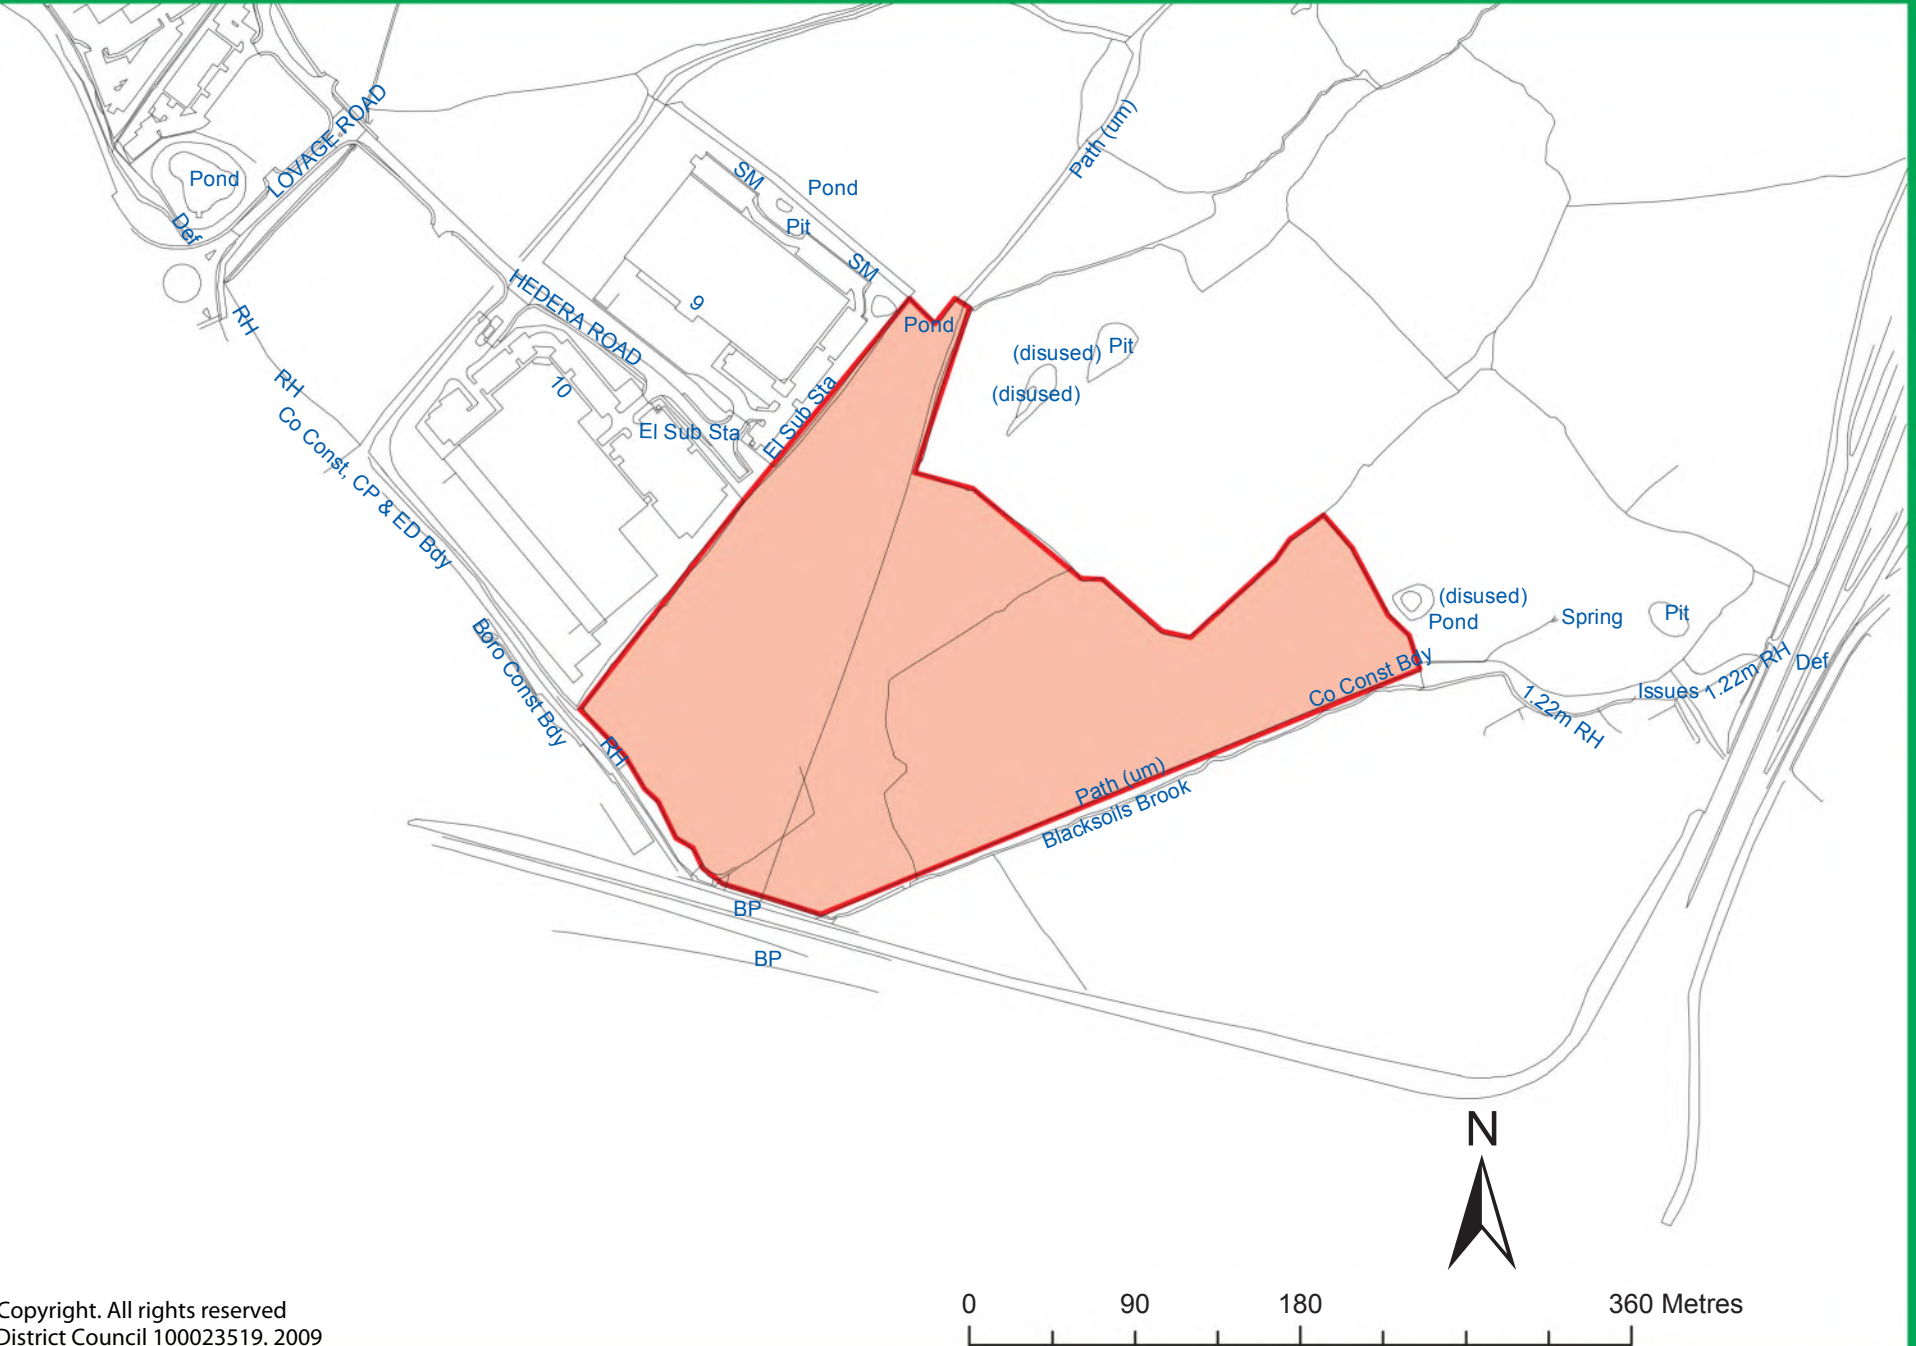 LOVAGE ROAD
Pond
Def
Path (um)
SM
Pond
Pit
SM
HEDERA ROAD
9
RH
Pond
(disused)
Pit
(disused)
RH
10
El Sub Sta
El Sub Sta
Co Const, CP & ED Bdy
(disused)
Pond
Spring
Pit
Boro Const Bdy
RH
Co Const Bdy
1.22m RH
Issues
1.22m RH
Def
Path (um)
Blacksoils Brook
BP
BP
N
0
90
180
360 Metres
Copyright. All rights reserved
District Council 100023519. 2009